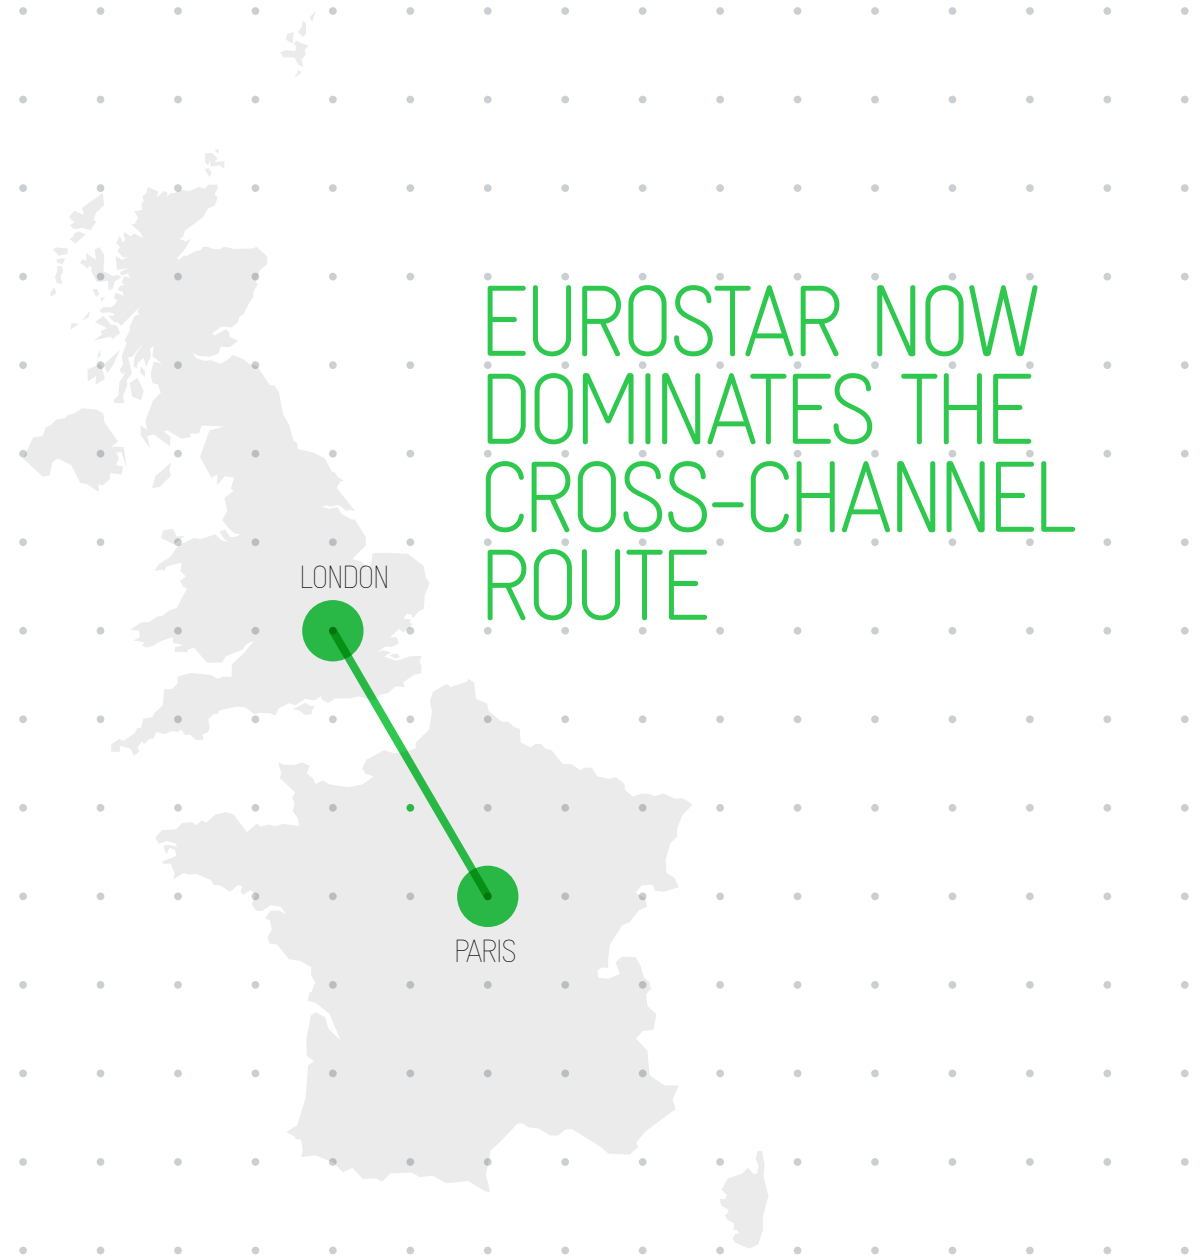 EUROSTAR NOW
DOMINATES THE
CROSS-CHANNEL
ROUTE
LONDON
PARIS